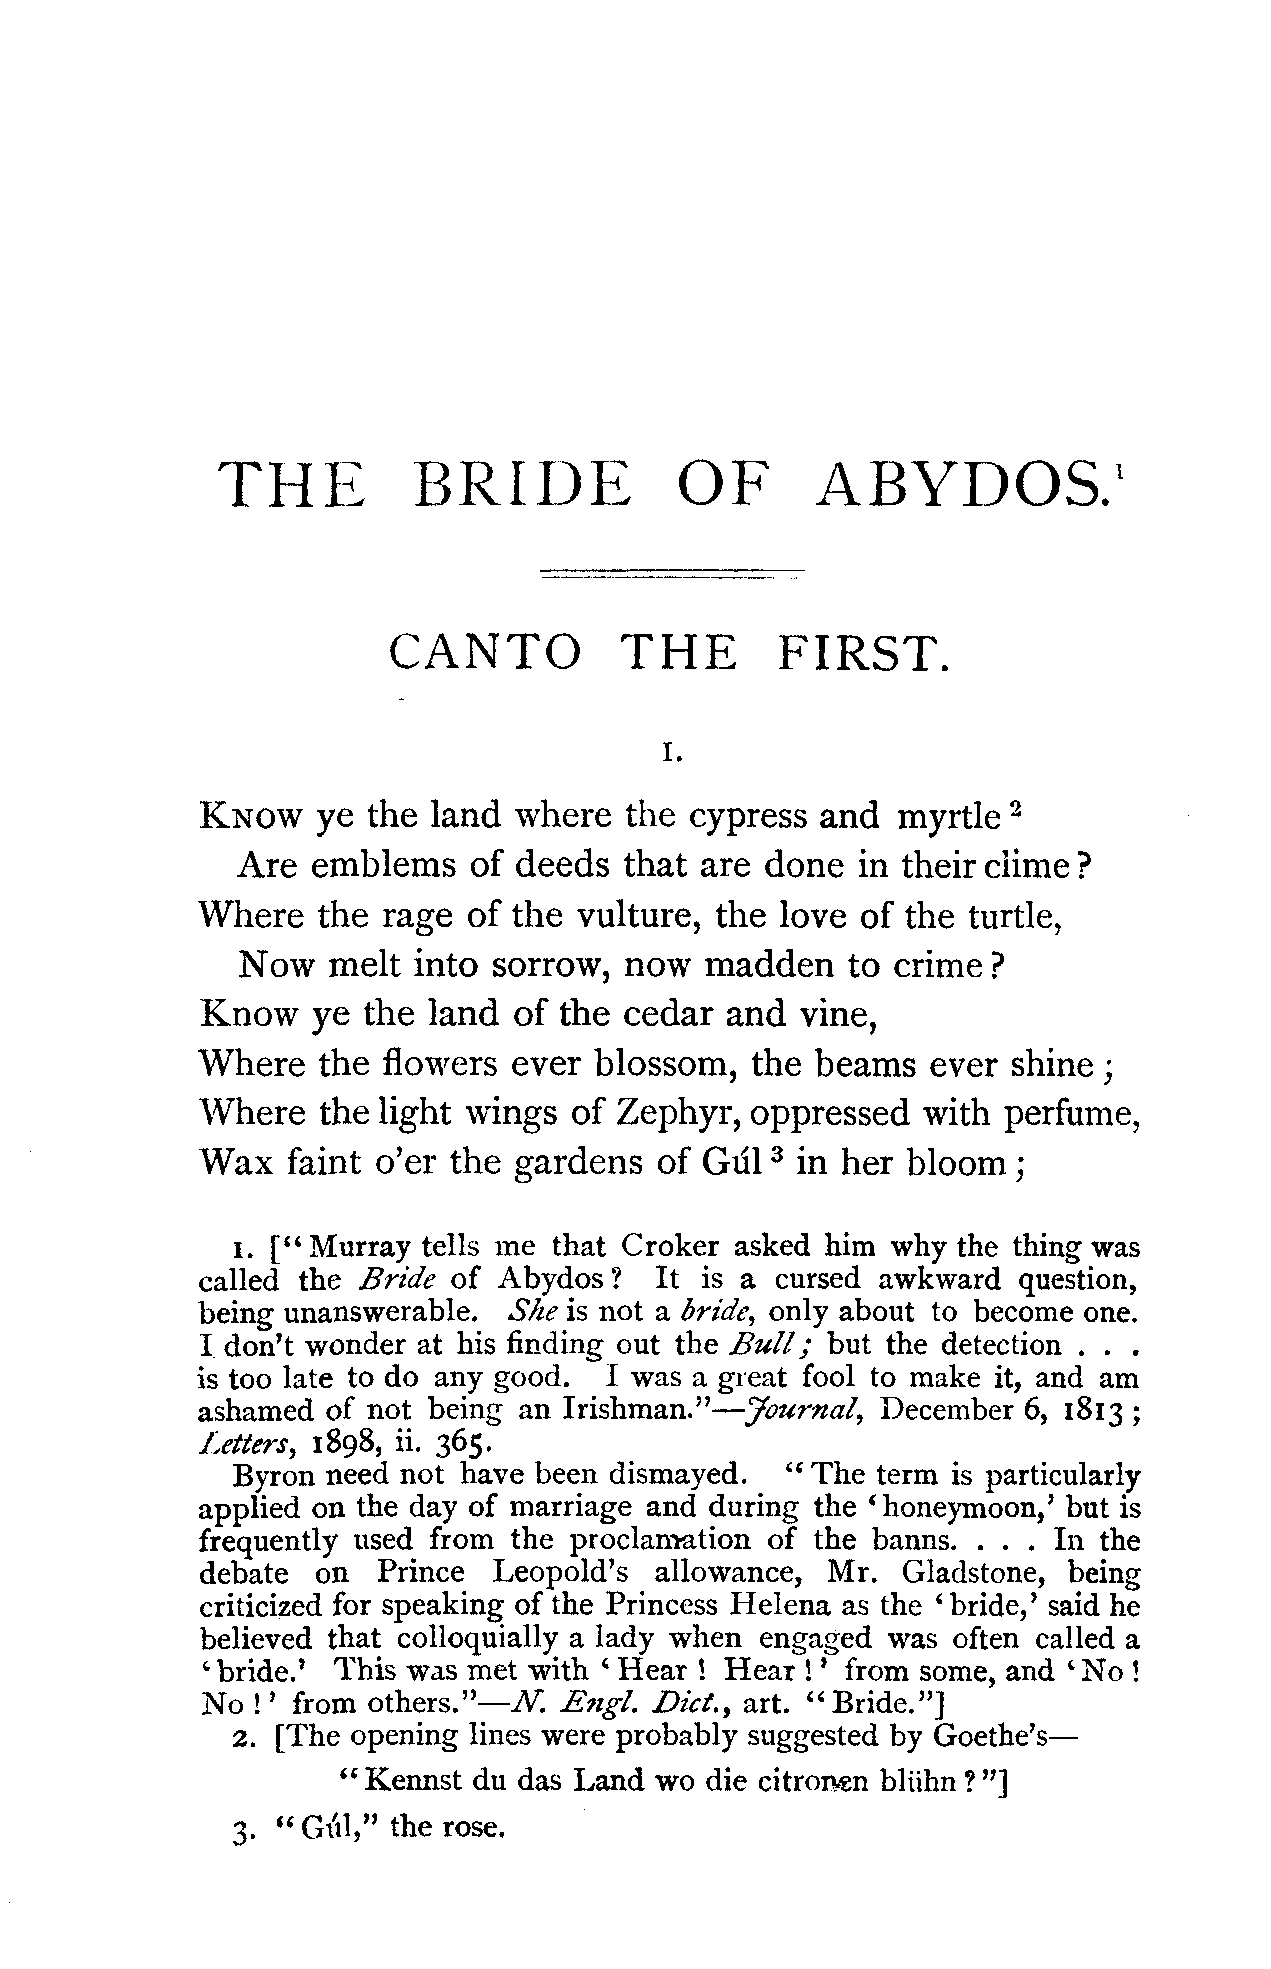 THE BRIDE OF ABYDOS.¹
CANTO THE FIRST.
I.
KNOW ye the land where the cypress and myrtle ²
Are emblems of deeds that are done in their clime?
Where the rage of the vulture, the love of the turtle,
Now melt into sorrow, now madden to crime?
Know ye the land of the cedar and vine,
Where the flowers ever blossom, the beams ever shine;
Where the light wings of Zephyr, oppressed with perfume,
Wax faint o'er the gardens of Gúl ³ in her bloom;
1. ["Murray tells me that Croker asked him why the thing was
called the Bride of Abydos? It is a cursed awkward question,
being unanswerable. She is not a bride, only about to become one.
I don't wonder at his finding out the Bull; but the detection . . .
is too late to do any good. I was a great fool to make it, and am
ashamed of not being an Irishman."—Journal, December 6, 1813;
Letters, 1898, ii. 365.
Byron need not have been dismayed. "The term is particularly
applied on the day of marriage and during the 'honeymoon,' but is
frequently used from the proclamation of the banns. . . . In the
debate on Prince Leopold's allowance, Mr. Gladstone, being
criticized for speaking of the Princess Helena as the 'bride,' said he
believed that colloquially a lady when engaged was often called a
'bride.' This was met with 'Hear! Hear!' from some, and 'No!
No!' from others."—N. Engl. Dict., art. "Bride."]
2. [The opening lines were probably suggested by Goethe's—
"Kennst du das Land wo die citronen blühn?"]
3. "Gúl," the rose.